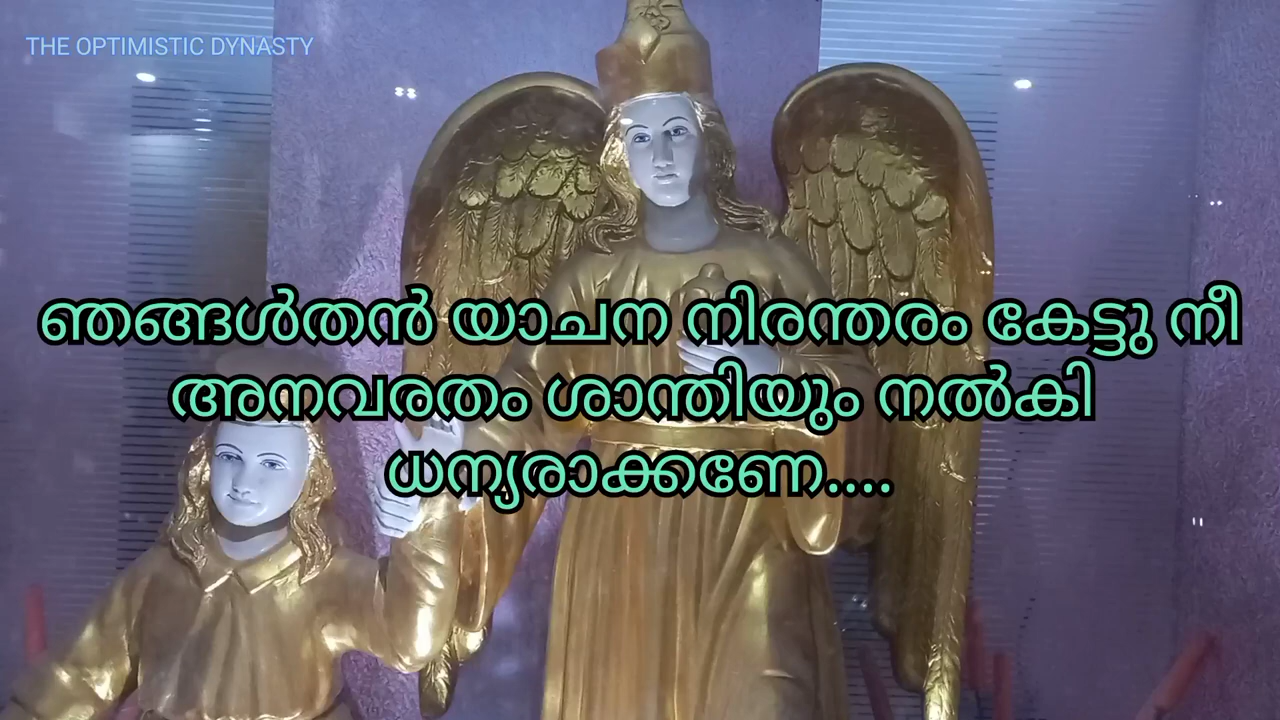 THE OPTIMISTIC DYNASTY
ഞങ്ങൾതൻ യാചന നിരന്തരം കേട്ടു നീ
അനവരതം ശാന്തിയും നൽകി
ധന്യരാക്കണേ....